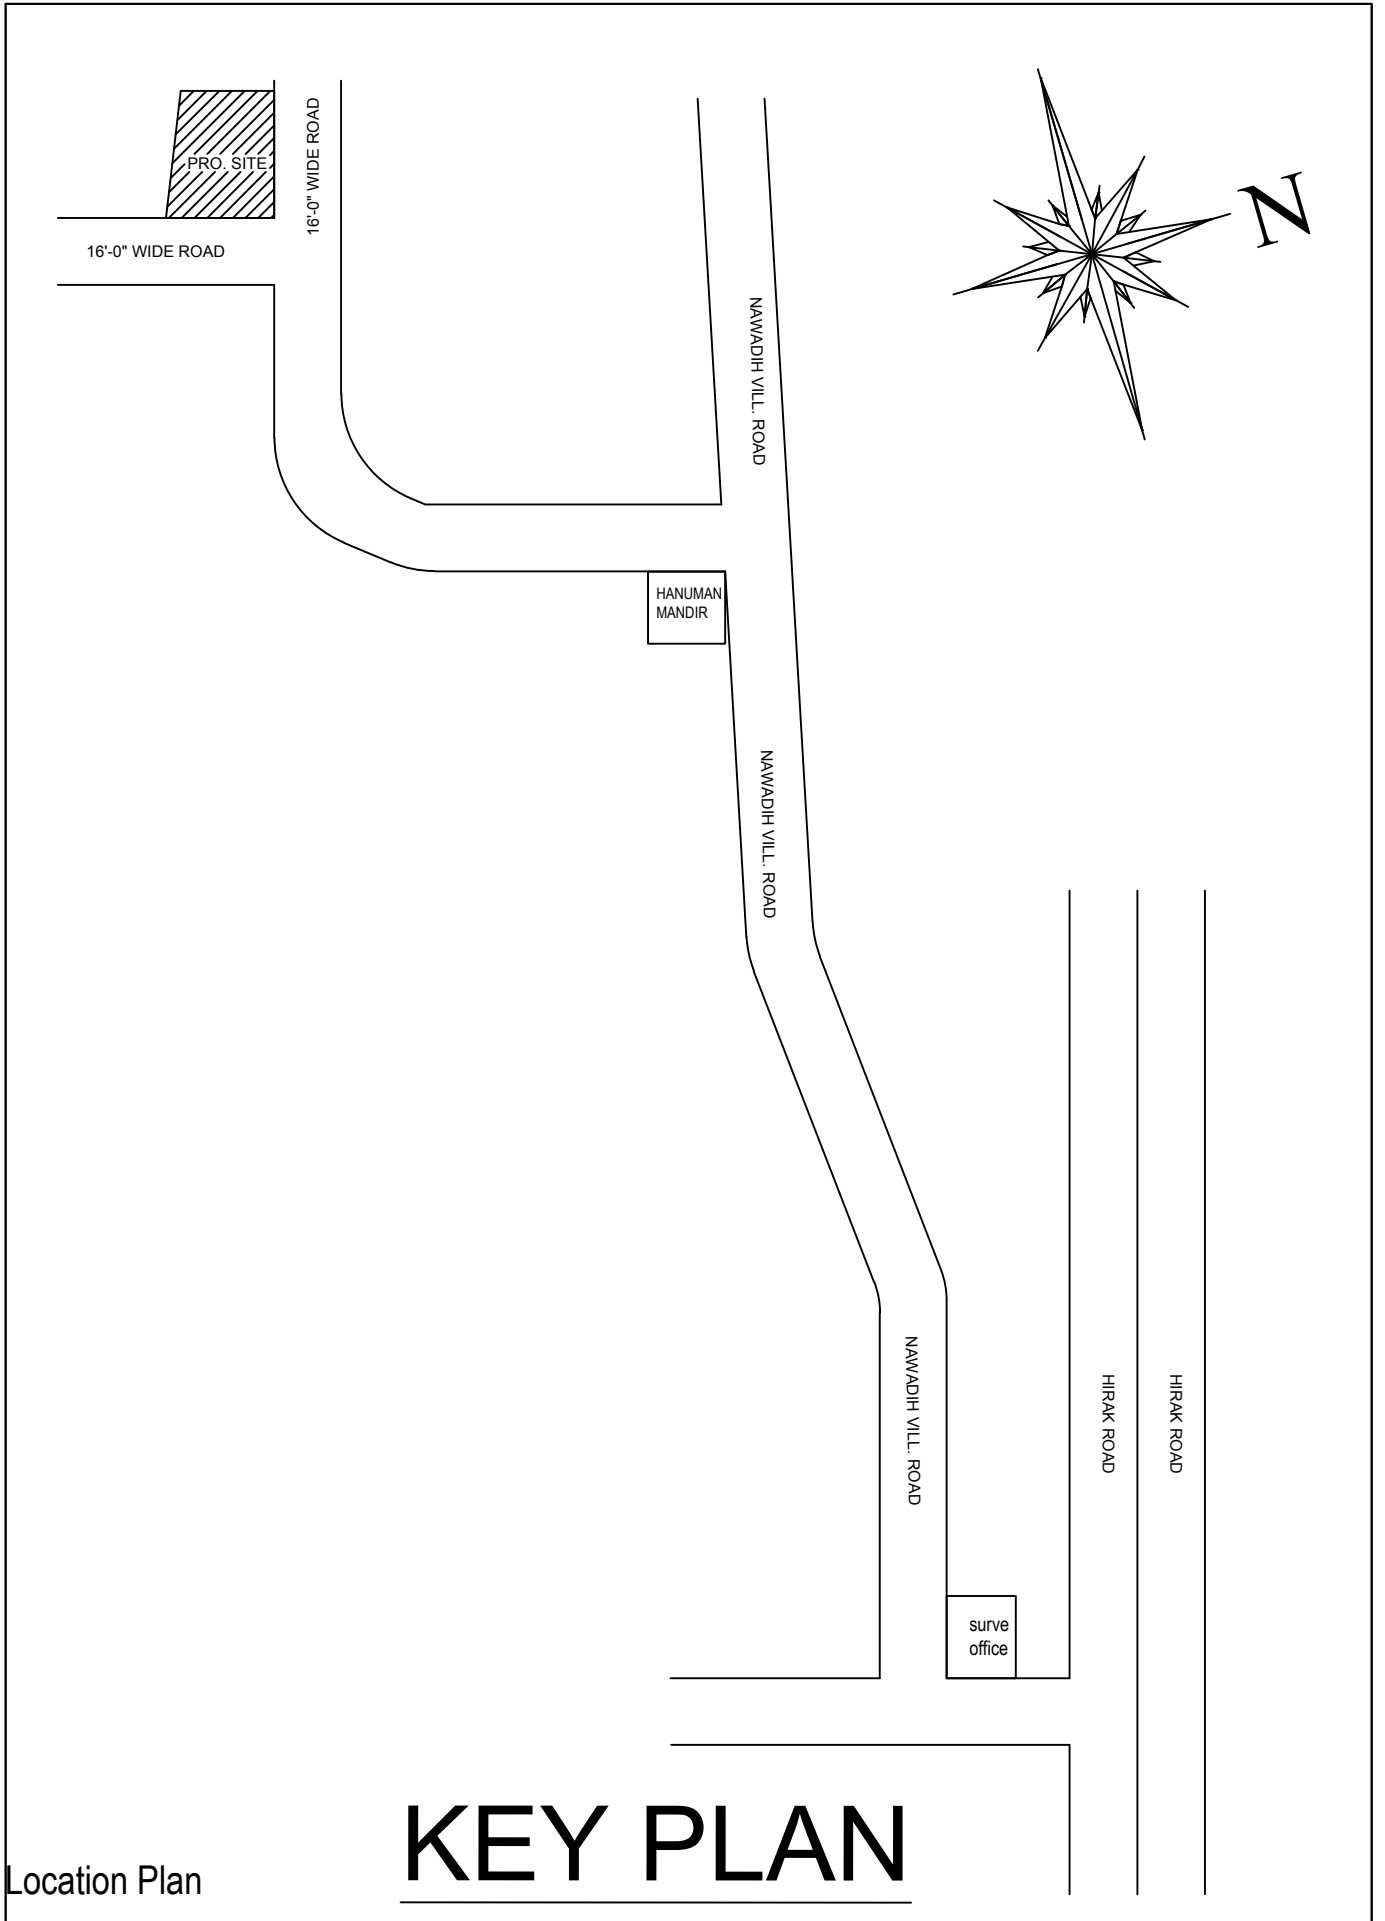 16'-0" WIDE ROAD
PRO. SITE
N
16'-0" WIDE ROAD
NAWADIH VILL. ROAD
HANUMAN
MANDIR
NAWADIH VILL. ROAD
NAWADIH VILL. ROAD
HIRAK ROAD
HIRAK ROAD
surve
office
KEY PLAN
Location Plan